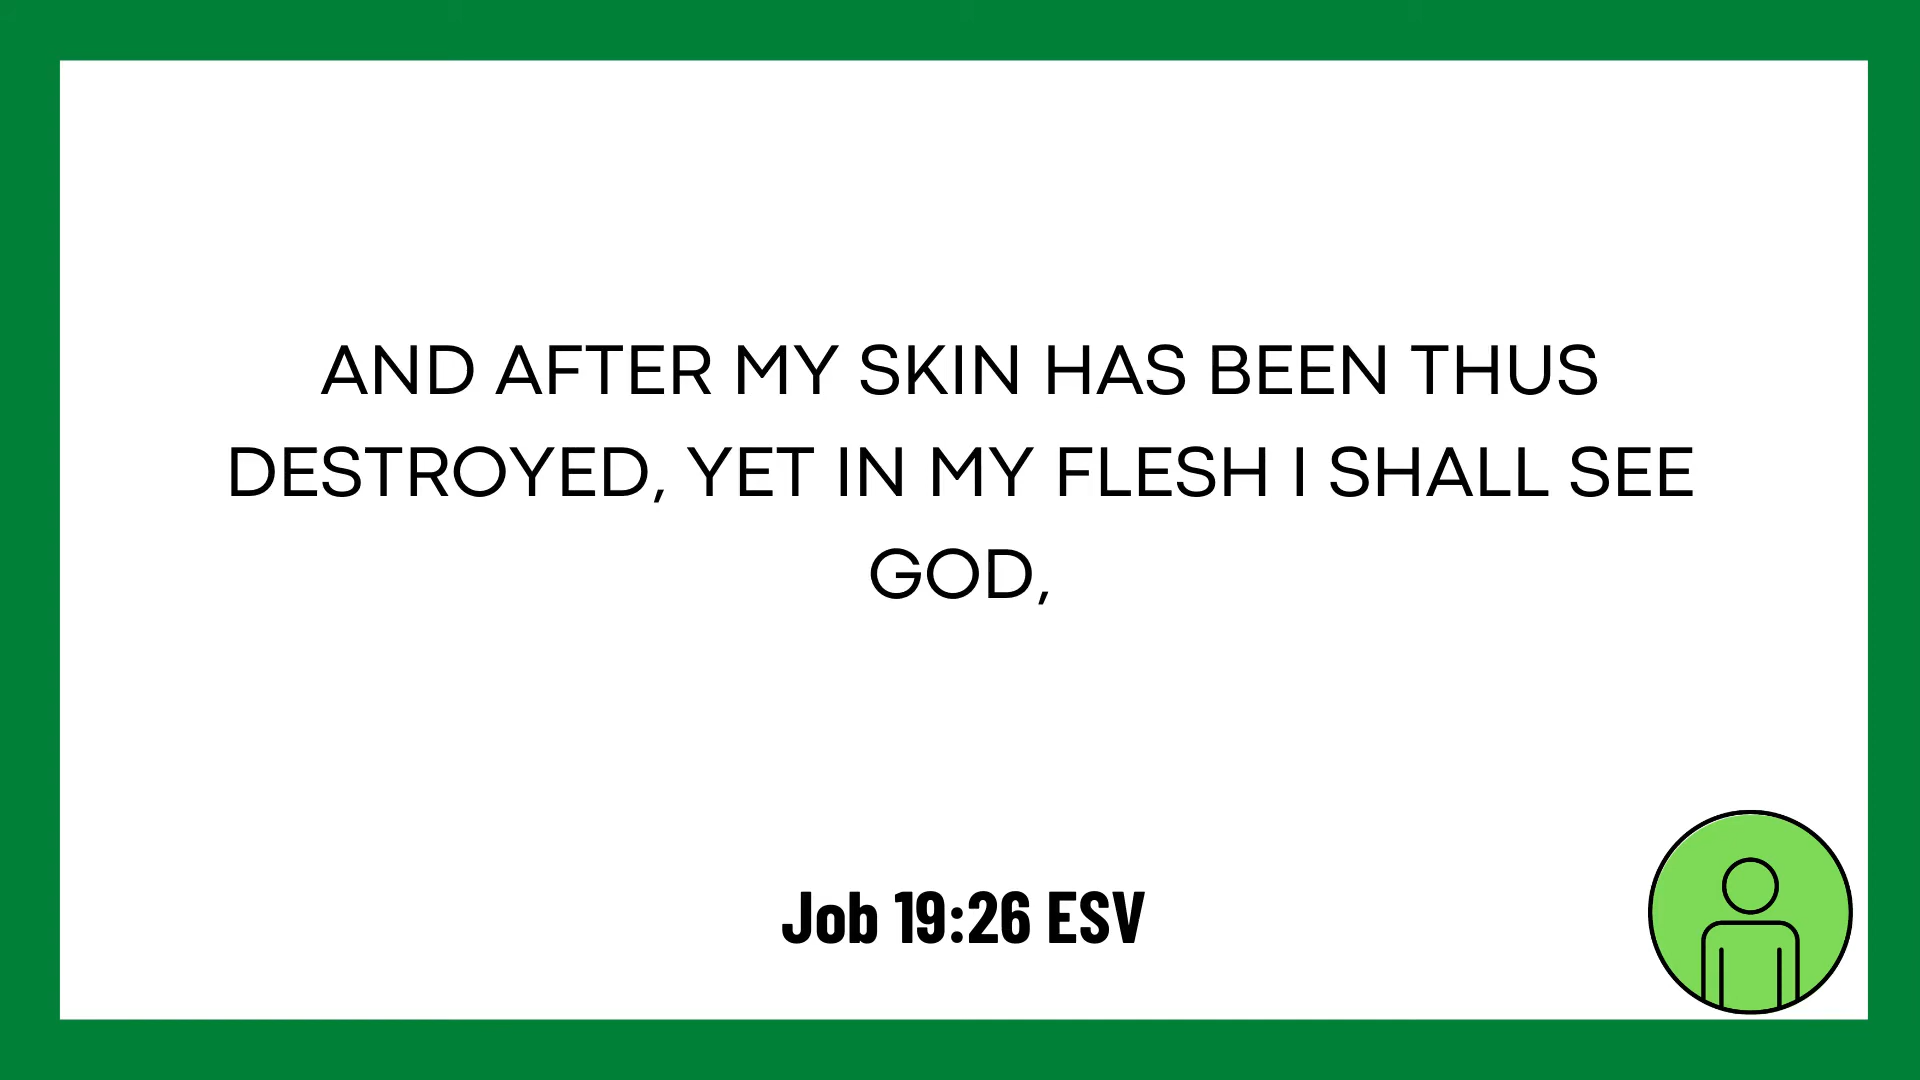 AND AFTER MY SKIN HAS BEEN THUS
DESTROYED, YET IN MY FLESH I SHALL SEE
GOD,
Job 19:26 ESV